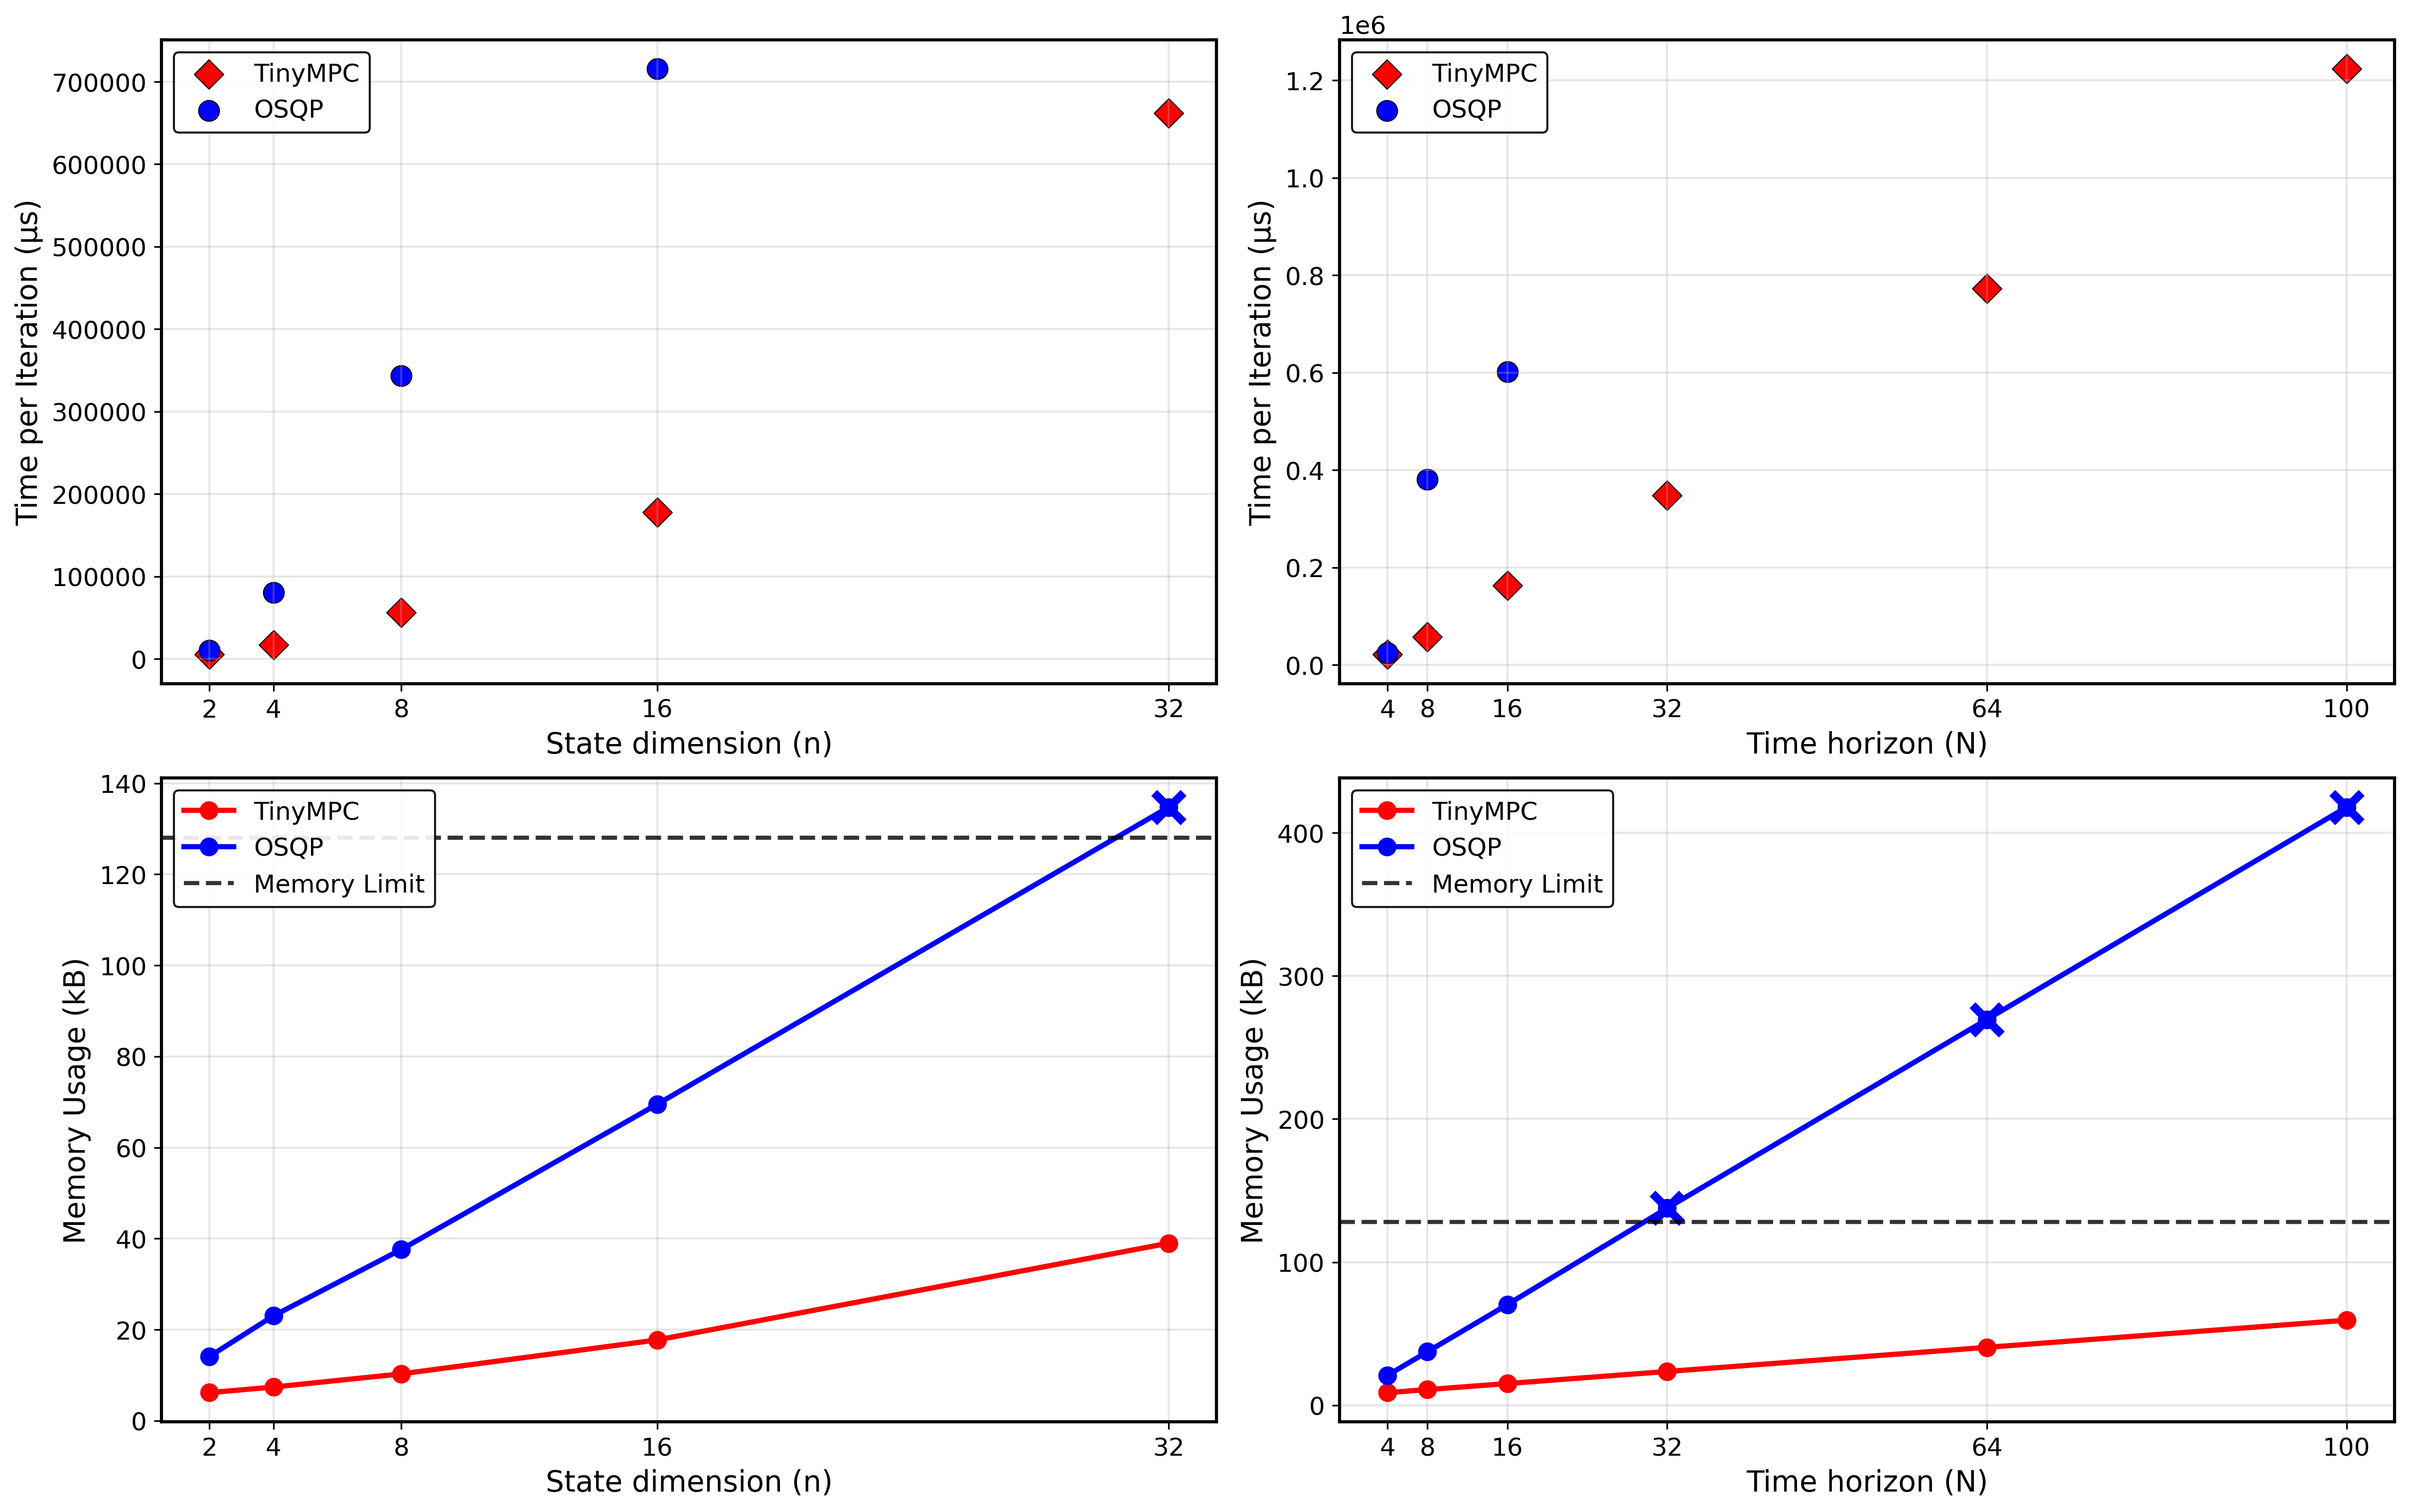 TinyMPC
OSQP
Time per Iteration (µs)
700000
600000
500000
400000
300000
200000
100000
0
2 4 8 16 32
State dimension (n)
1e6
TinyMPC
OSQP
Time per Iteration (µs)
1.2
1.0
0.8
0.6
0.4
0.2
0.0
4 8 16 32 64 100
Time horizon (N)
TinyMPC
OSQP
Memory Limit
Memory Usage (kB)
140
120
100
80
60
40
20
0
2 4 8 16 32
State dimension (n)
TinyMPC
OSQP
Memory Limit
Memory Usage (kB)
400
300
200
100
0
4 8 16 32 64 100
Time horizon (N)